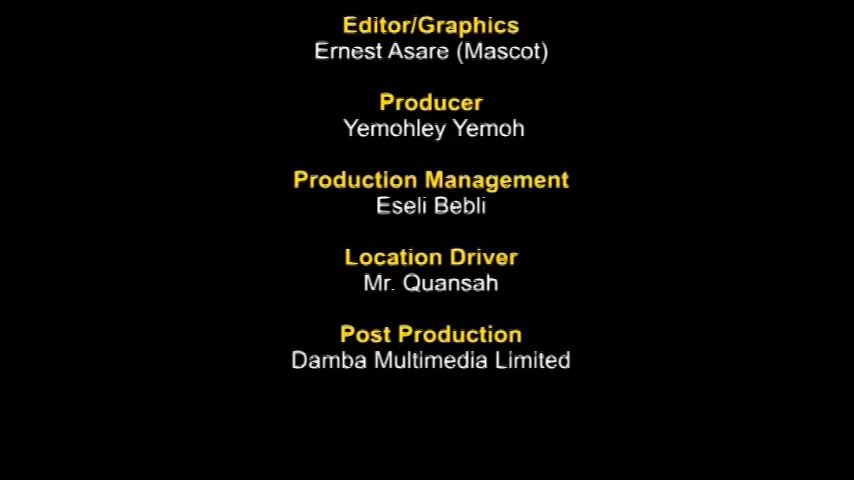 Editor/Graphics
Ernest Asare (Mascot)
Producer
Yemohley Yemoh
Production Management
Eseli Bebli
Location Driver
Mr. Quansah
Post Production
Damba Multimedia Limited